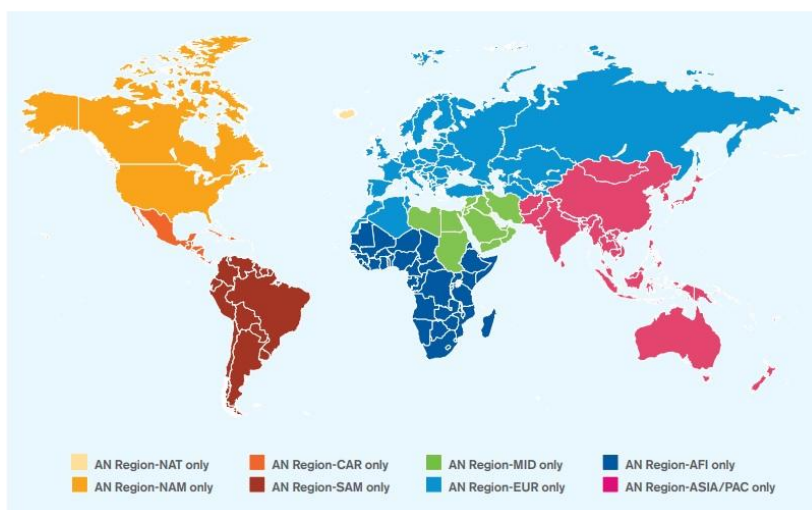 AN Region-NAT only
AN Region-CAR only
AN Region-MID only
AN Region-AFI only
AN Region-NAM only
AN Region-SAM only
AN Region-EUR only
AN Region-ASIA/PAC only